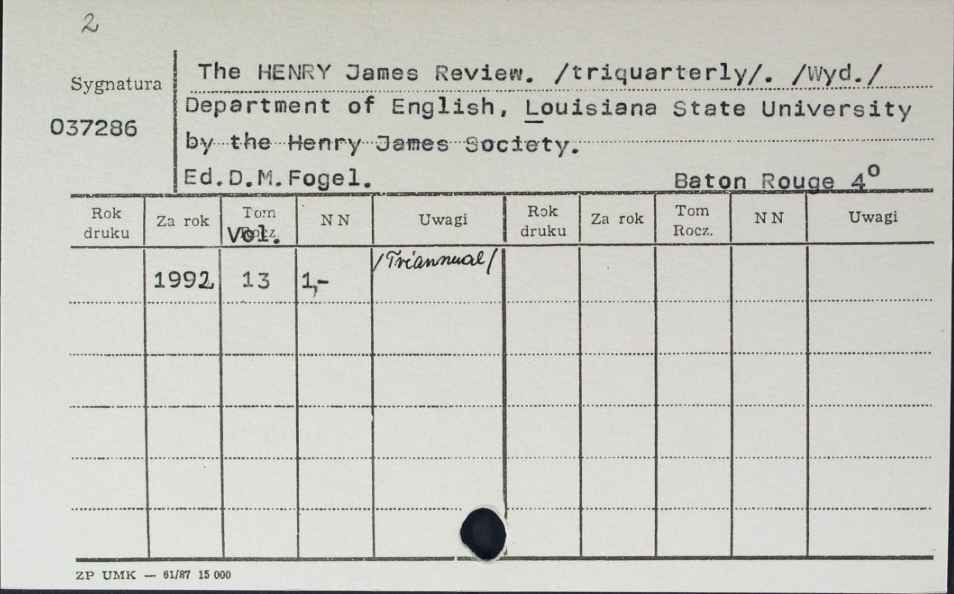 2
Sygnatura
037286
The HENRY James Review. /triquarterly/. /Wyd./
Department of English, Louisiana State University
by the Henry James Society.
Ed.D.M.Fogel. Baton Rouge 4°
Rok druku Za rok Tom Rocz. Vol. NN Uwagi Rok druku Za rok Tom Rocz. NN Uwagi
1992 13 1,- /Triannual/
ZP UMK — 61/87 15 000